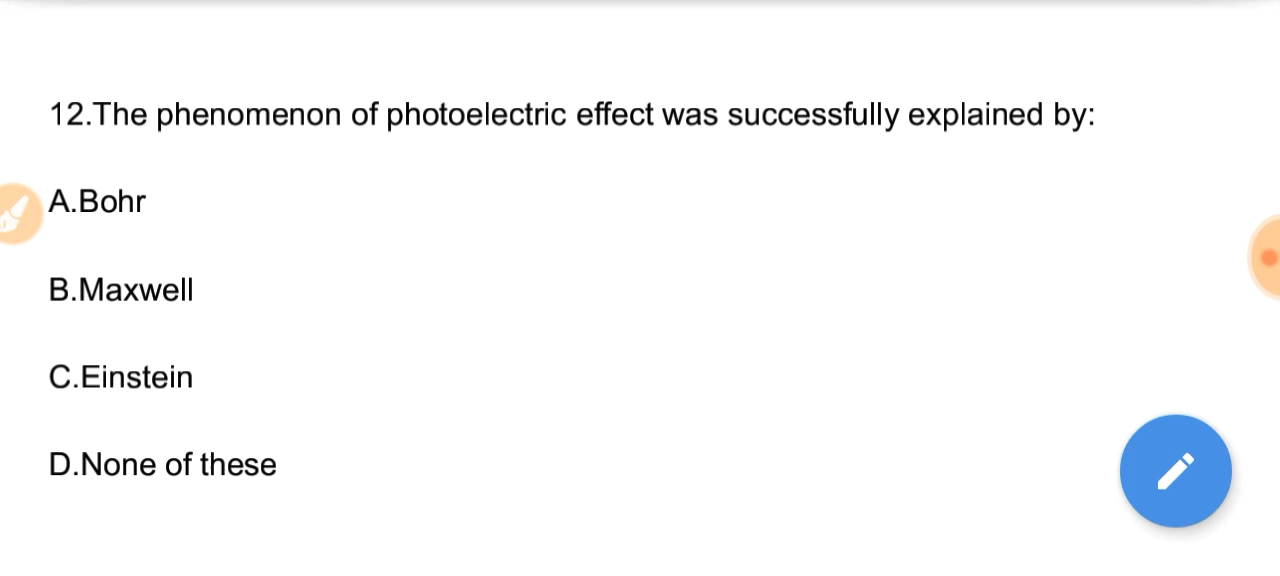 12.The phenomenon of photoelectric effect was successfully explained by:
A.Bohr
B.Maxwell
C.Einstein
D.None of these